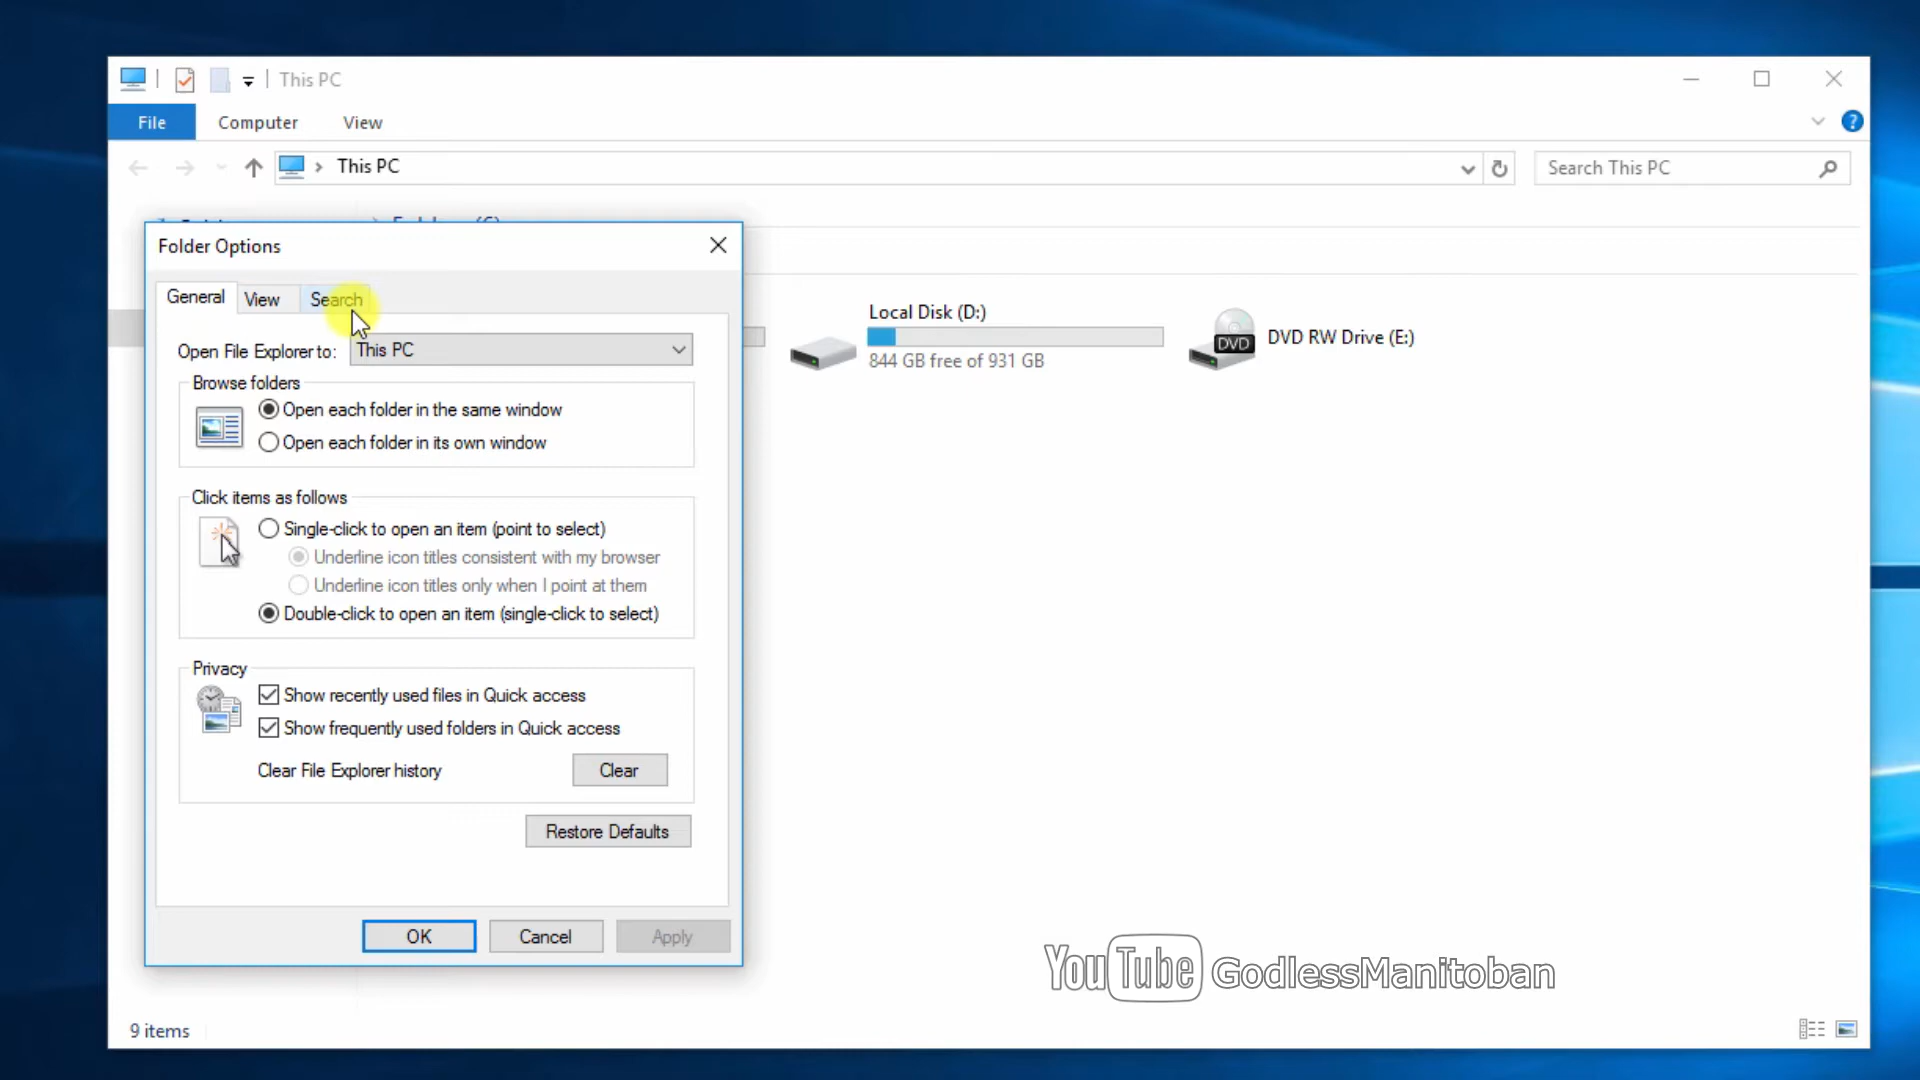 This PC
File
Computer
View
This PC
Search This PC
Folder Options
General
View
Search
Open File Explorer to:
This PC
Browse folders
Open each folder in the same window
Open each folder in its own window
Click items as follows
Single-click to open an item (point to select)
Underline icon titles consistent with my browser
Underline icon titles only when I point at them
Double-click to open an item (single-click to select)
Privacy
Show recently used files in Quick access
Show frequently used folders in Quick access
Clear File Explorer history
Clear
Restore Defaults
OK
Cancel
Apply
Local Disk (D:)
844 GB free of 931 GB
DVD
DVD RW Drive (E:)
YouTube GodlessManitoban
9 items